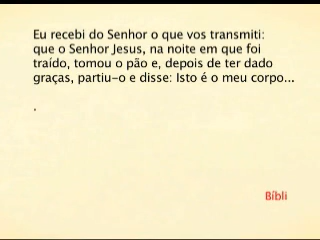 Eu recebi do Senhor o que vos transmiti:
que o Senhor Jesus, na noite em que foi
traído, tomou o pão e, depois de ter dado
graças, partiu-o e disse: Isto é o meu corpo...
.
Bíbli